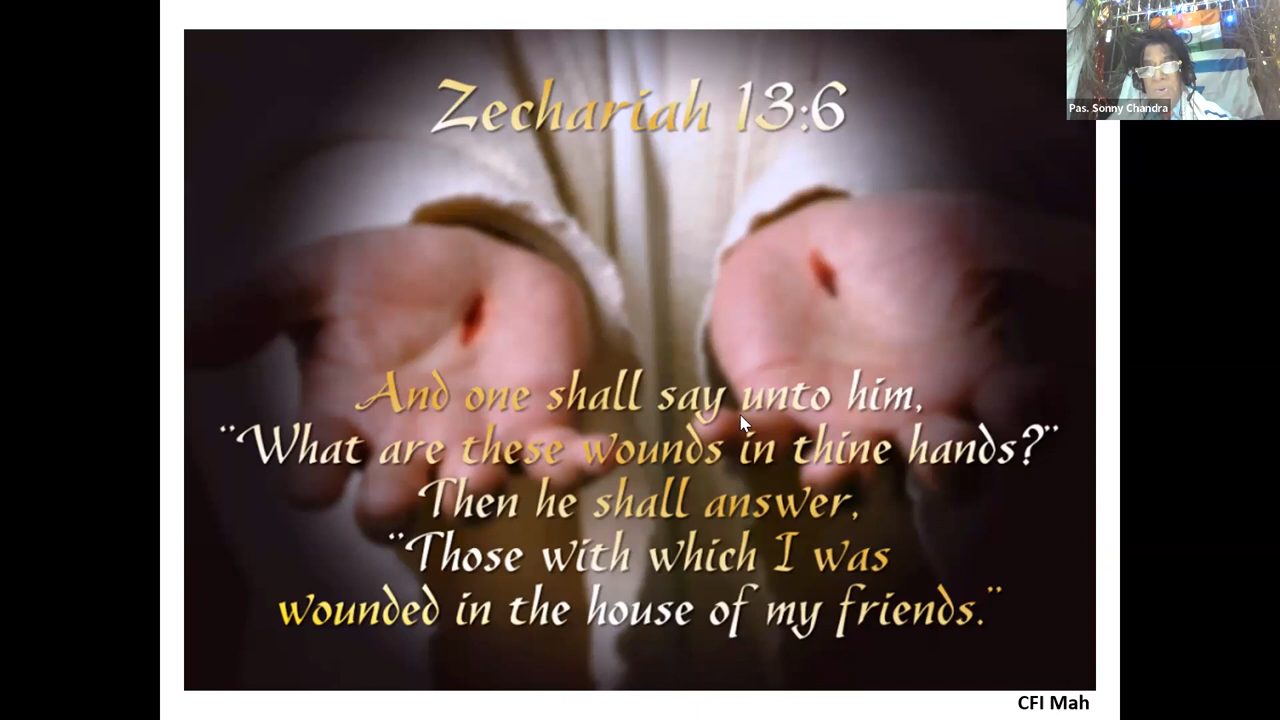 Pas. Sonny Chandra
Zechariah 13:6
And one shall say unto him,
"What are these wounds in thine hands?"
Then he shall answer,
"Those with which I was
wounded in the house of my friends."
CFI Mah